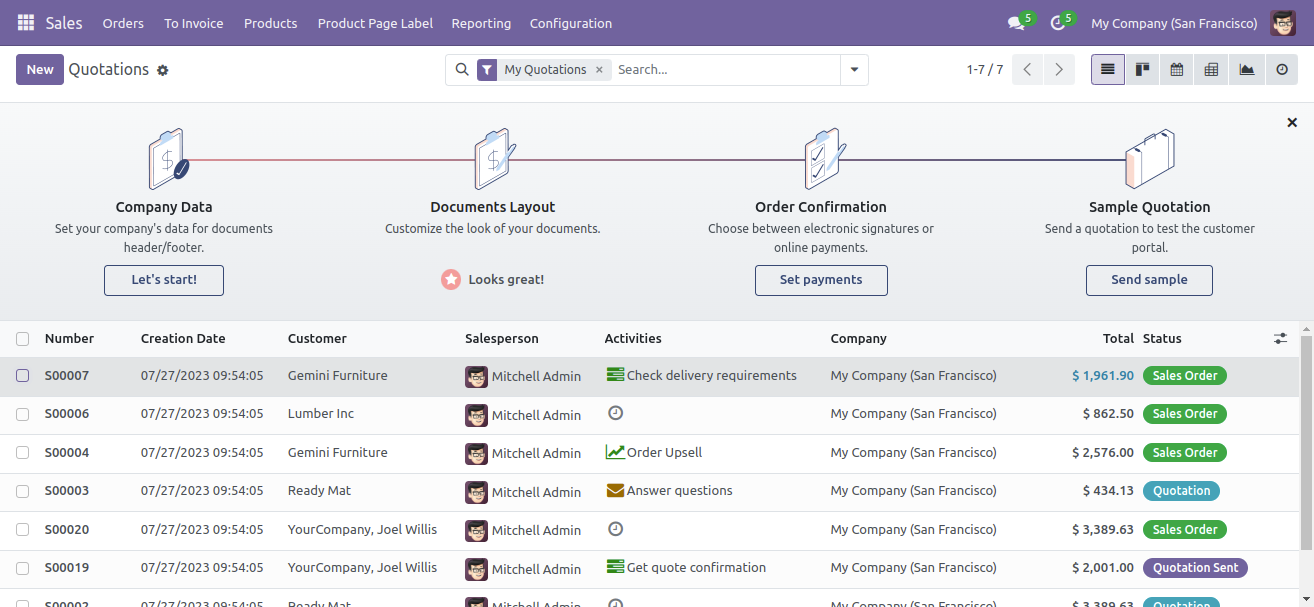 Sales Orders To Invoice Products Product Page Label Reporting Configuration 5 5 My Company (San Francisco)
New Quotations My Quotations × Search... 1-7 / 7
Company Data Documents Layout Order Confirmation Sample Quotation
Set your company's data for documents Customize the look of your documents. Choose between electronic signatures or Send a quotation to test the customer
header/footer. online payments. portal.
Let's start! Looks great! Set payments Send sample
Number Creation Date Customer Salesperson Activities Company Total Status
S00007 07/27/2023 09:54:05 Gemini Furniture Mitchell Admin Check delivery requirements My Company (San Francisco) $ 1,961.90 Sales Order
S00006 07/27/2023 09:54:05 Lumber Inc Mitchell Admin My Company (San Francisco) $ 862.50 Sales Order
S00004 07/27/2023 09:54:05 Gemini Furniture Mitchell Admin Order Upsell My Company (San Francisco) $ 2,576.00 Sales Order
S00003 07/27/2023 09:54:05 Ready Mat Mitchell Admin Answer questions My Company (San Francisco) $ 434.13 Quotation
S00020 07/27/2023 09:54:05 YourCompany, Joel Willis Mitchell Admin My Company (San Francisco) $ 3,389.63 Sales Order
S00019 07/27/2023 09:54:05 YourCompany, Joel Willis Mitchell Admin Get quote confirmation My Company (San Francisco) $ 2,001.00 Quotation Sent
S00002 07/27/2023 09:54:05 Ready Mat Mitchell Admin My Company (San Francisco) $ 3,389.63 Quotation